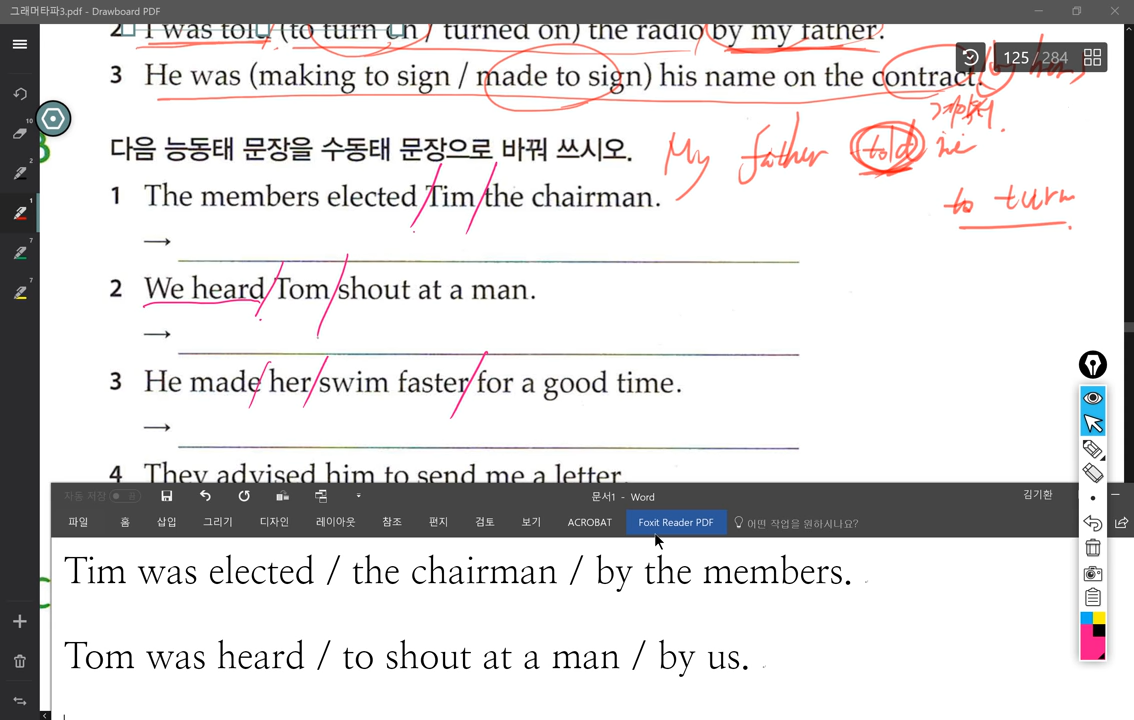 그래머타파3.pdf - Drawboard PDF
2 I was told (to turn on / turned on) the radio by my father.
125 / 284
3 He was (making to sign / made to sign) his name on the contract.
계약서.
다음 능동태 문장을 수동태 문장으로 바꿔 쓰시오.
My father told he
to turn
1 The members elected Tim the chairman.
→
2 We heard Tom shout at a man.
→
3 He made her swim faster for a good time.
→
4 They advised him to send me a letter.
자동 저장
문서1 - Word
김기환
파일 홈 삽입 그리기 디자인 레이아웃 참조 편지 검토 보기 ACROBAT Foxit Reader PDF 어떤 작업을 원하시나요?
Tim was elected / the chairman / by the members.
Tom was heard / to shout at a man / by us.